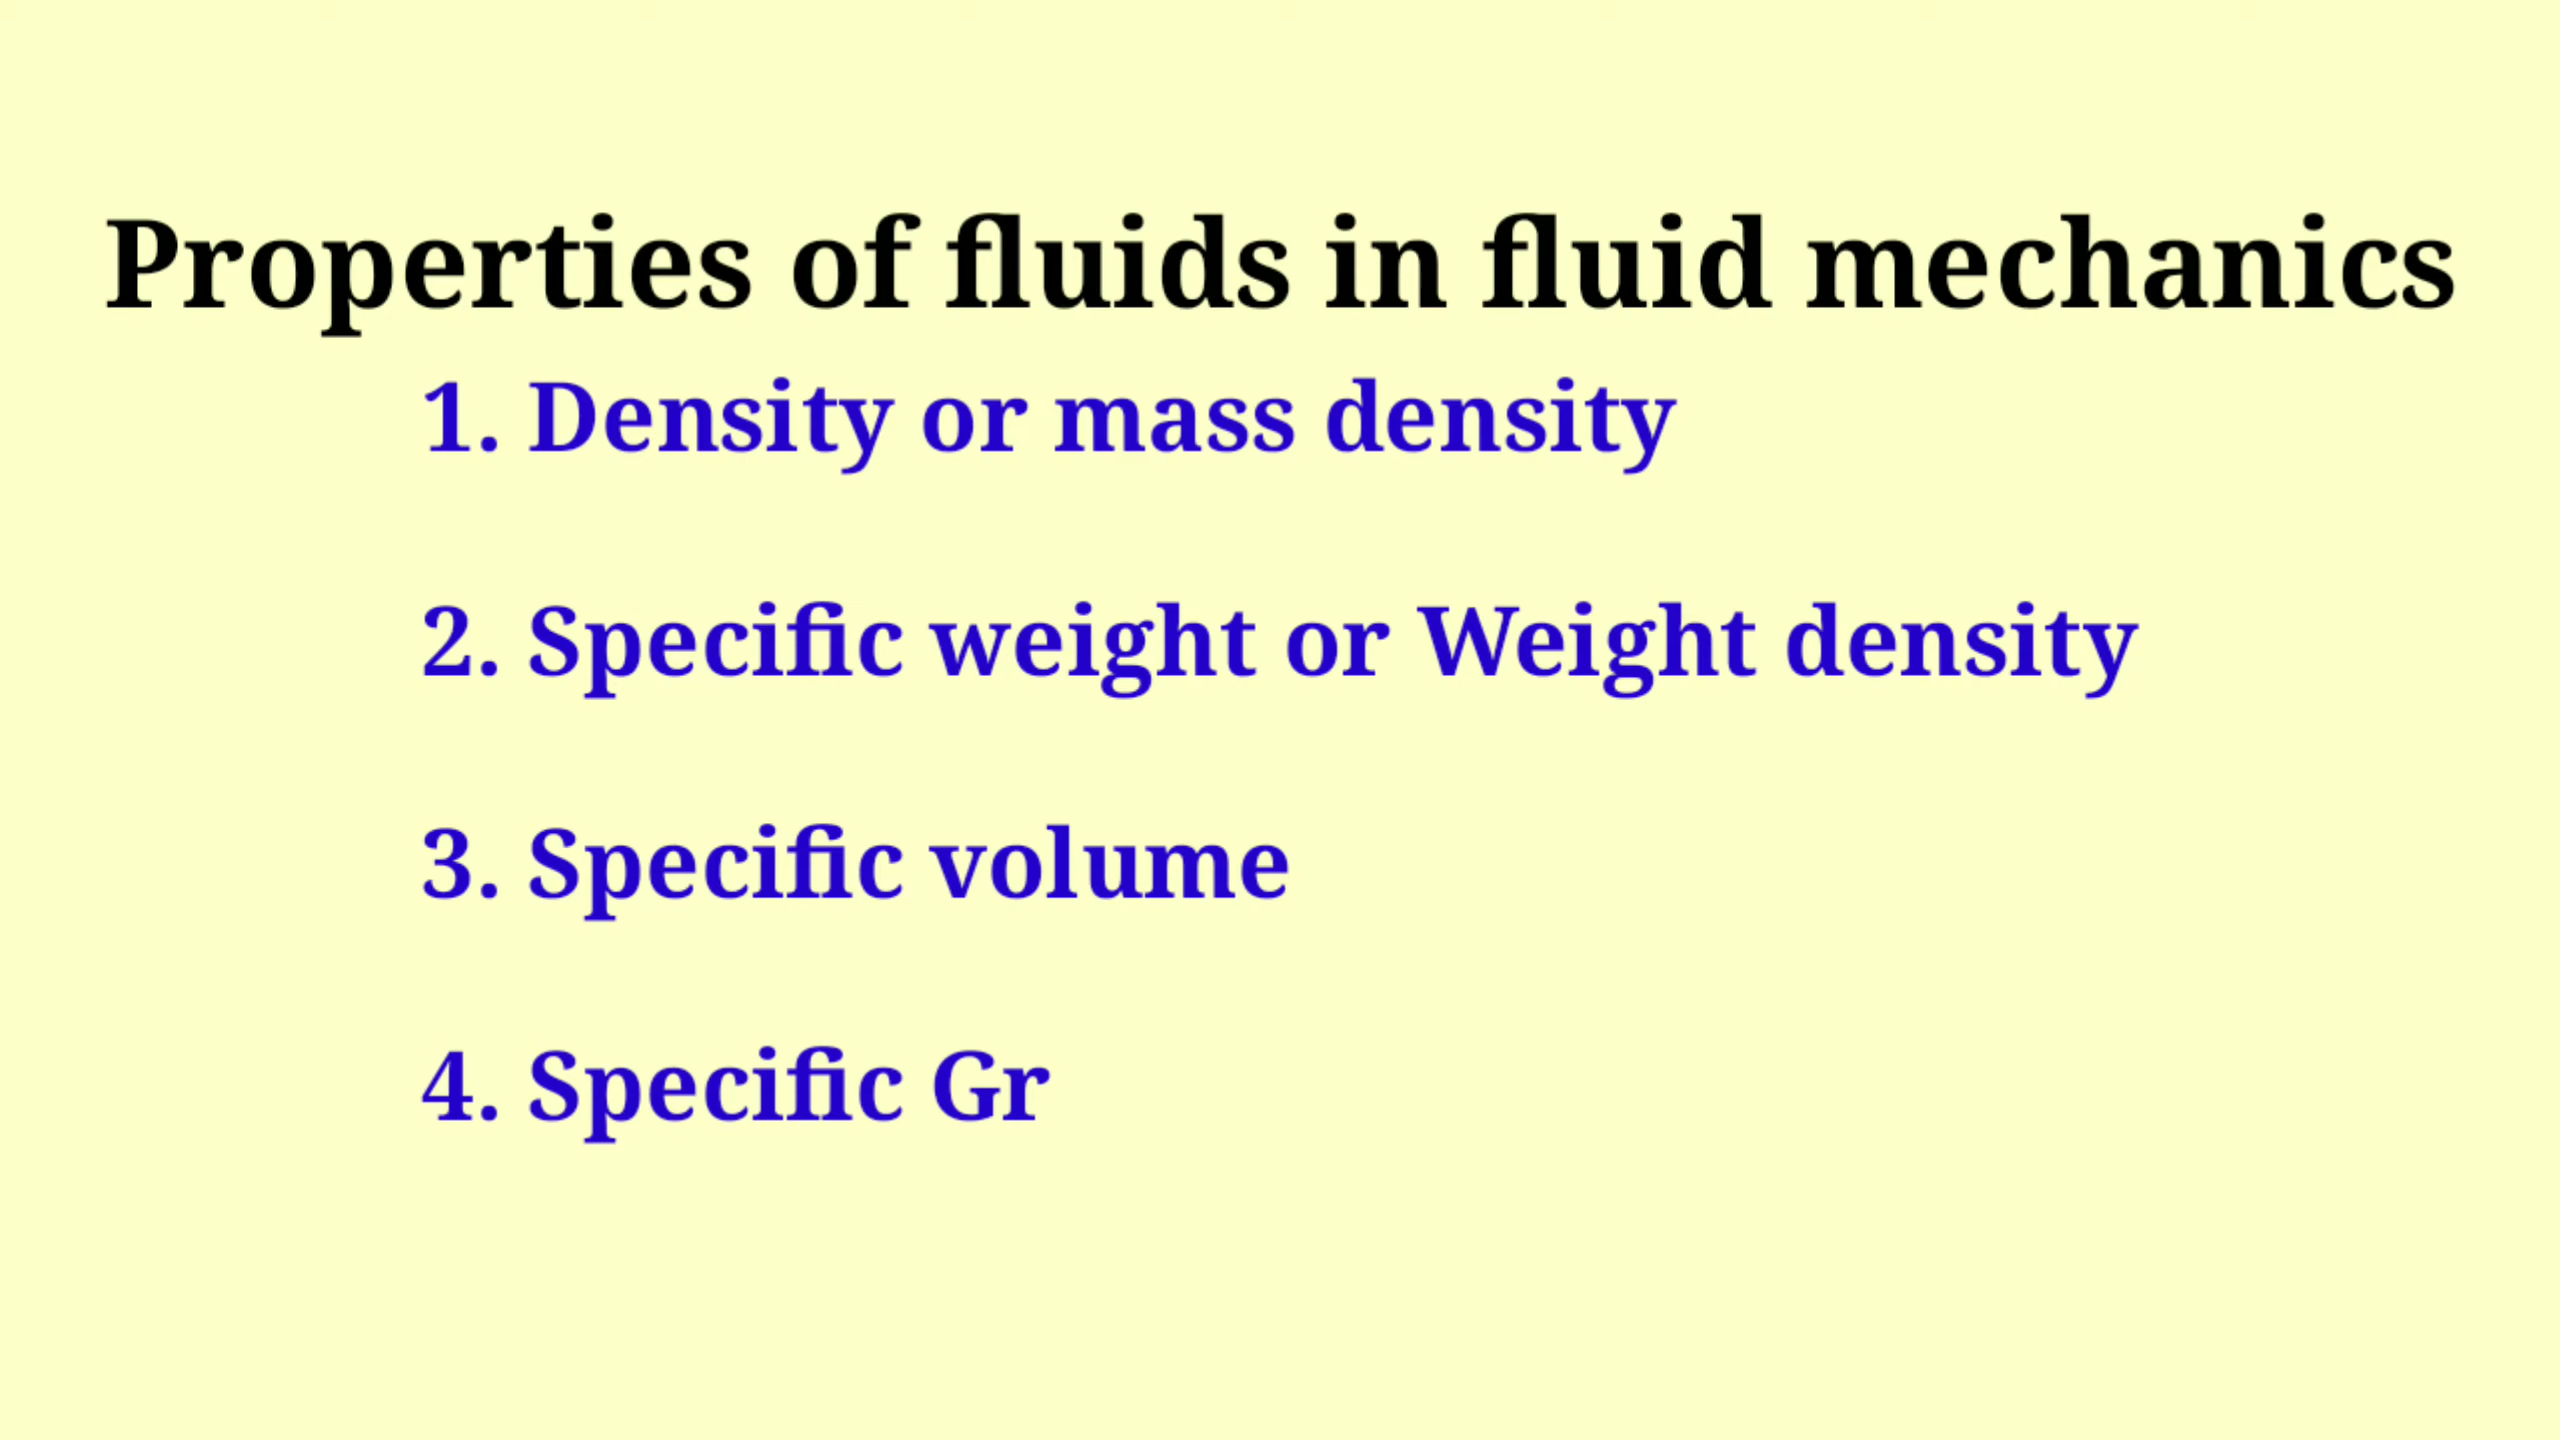 Properties of fluids in fluid mechanics
1. Density or mass density
2. Specific weight or Weight density
3. Specific volume
4. Specific Gr